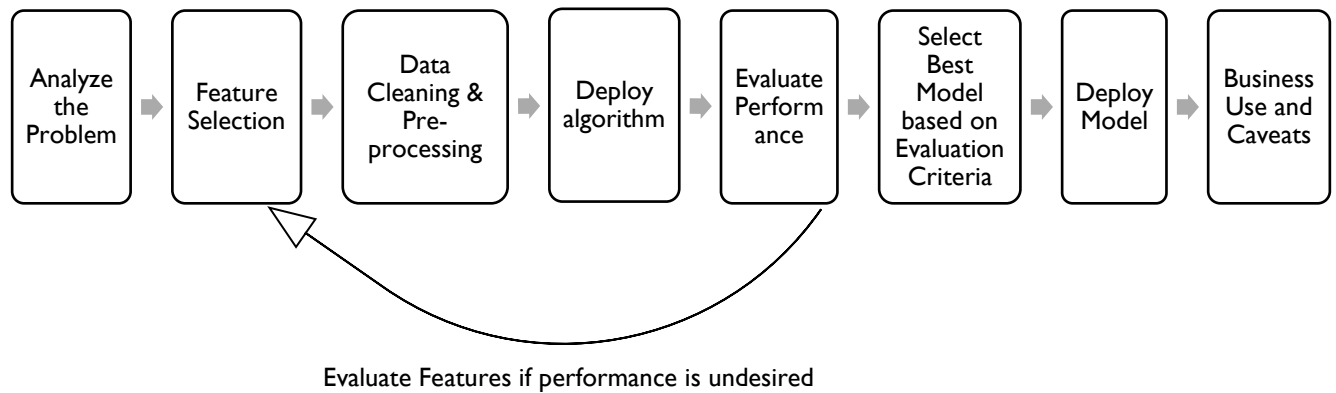 Analyze
the
Problem
Feature
Selection
Data
Cleaning &
Pre-
processing
Deploy
algorithm
Evaluate
Perform
ance
Select
Best
Model
based on
Evaluation
Criteria
Deploy
Model
Business
Use and
Caveats
Evaluate Features if performance is undesired